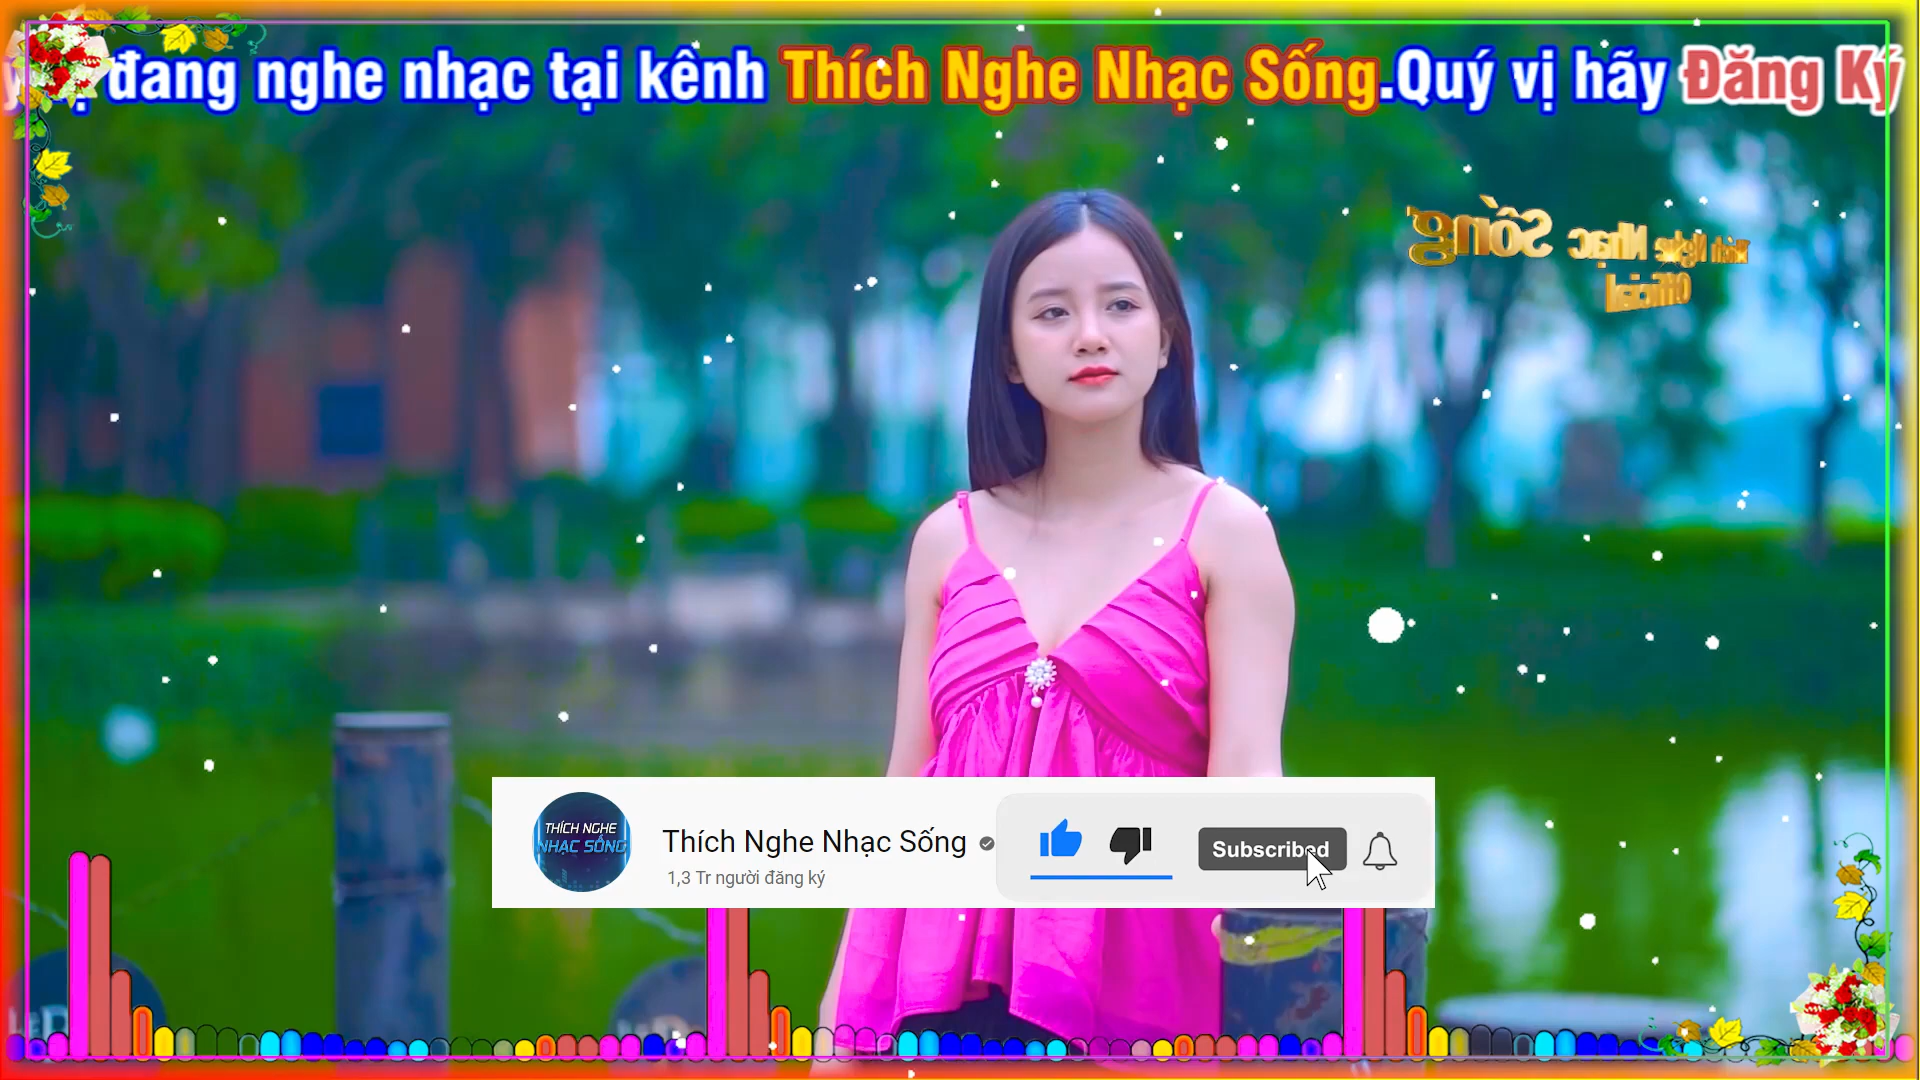 đang nghe nhạc tại kênh Thích Nghe Nhạc Sống.Quý vị hãy Đăng Ký
Thích Nghe Nhạc Sống
Official
THÍCH NGHE
NHẠC SỐNG
Thích Nghe Nhạc Sống
1,3 Tr người đăng ký
Subscribed